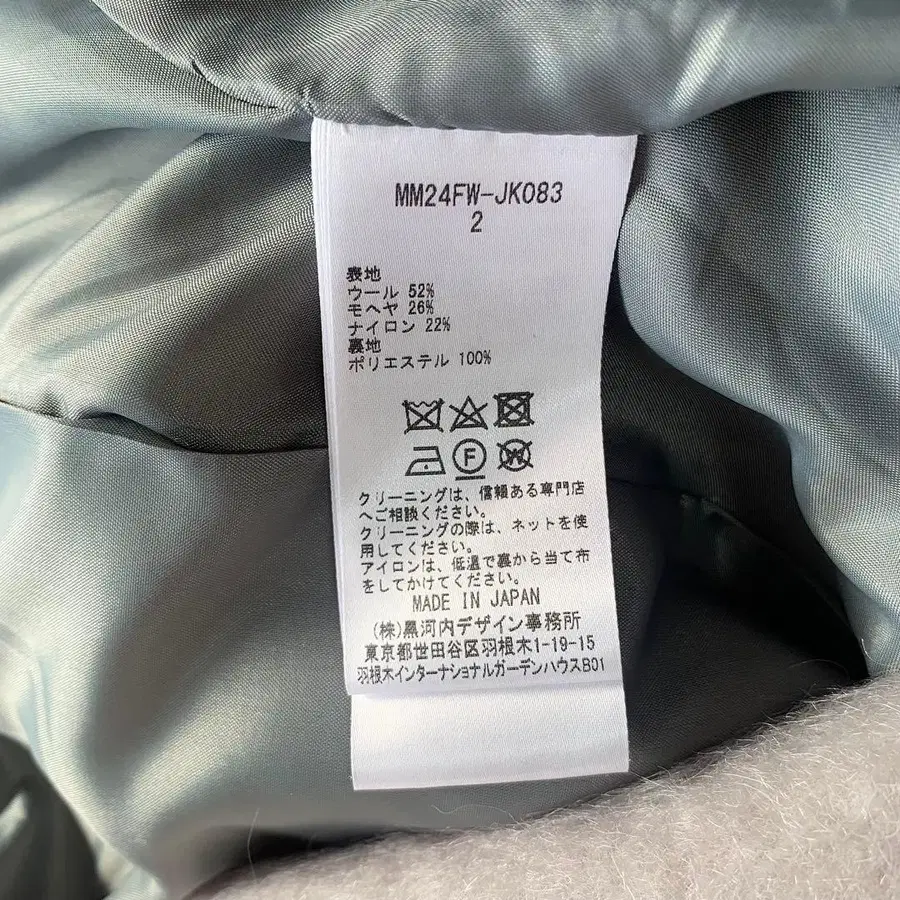 MM24FW-JK083
2
表地
ウール 52%
モヘヤ 26%
ナイロン 22%
裏地
ポリエステル 100%
F
W
クリーニングは、信頼ある専門店
へご相談ください。
クリーニングの際は、ネットを使
用してください。
アイロンは、低温で裏から当て布
をしてかけてください。
MADE IN JAPAN
(株)黒河内デザイン事務所
東京都世田谷区羽根木1-19-15
羽根木インターナショナルガーデンハウスB01